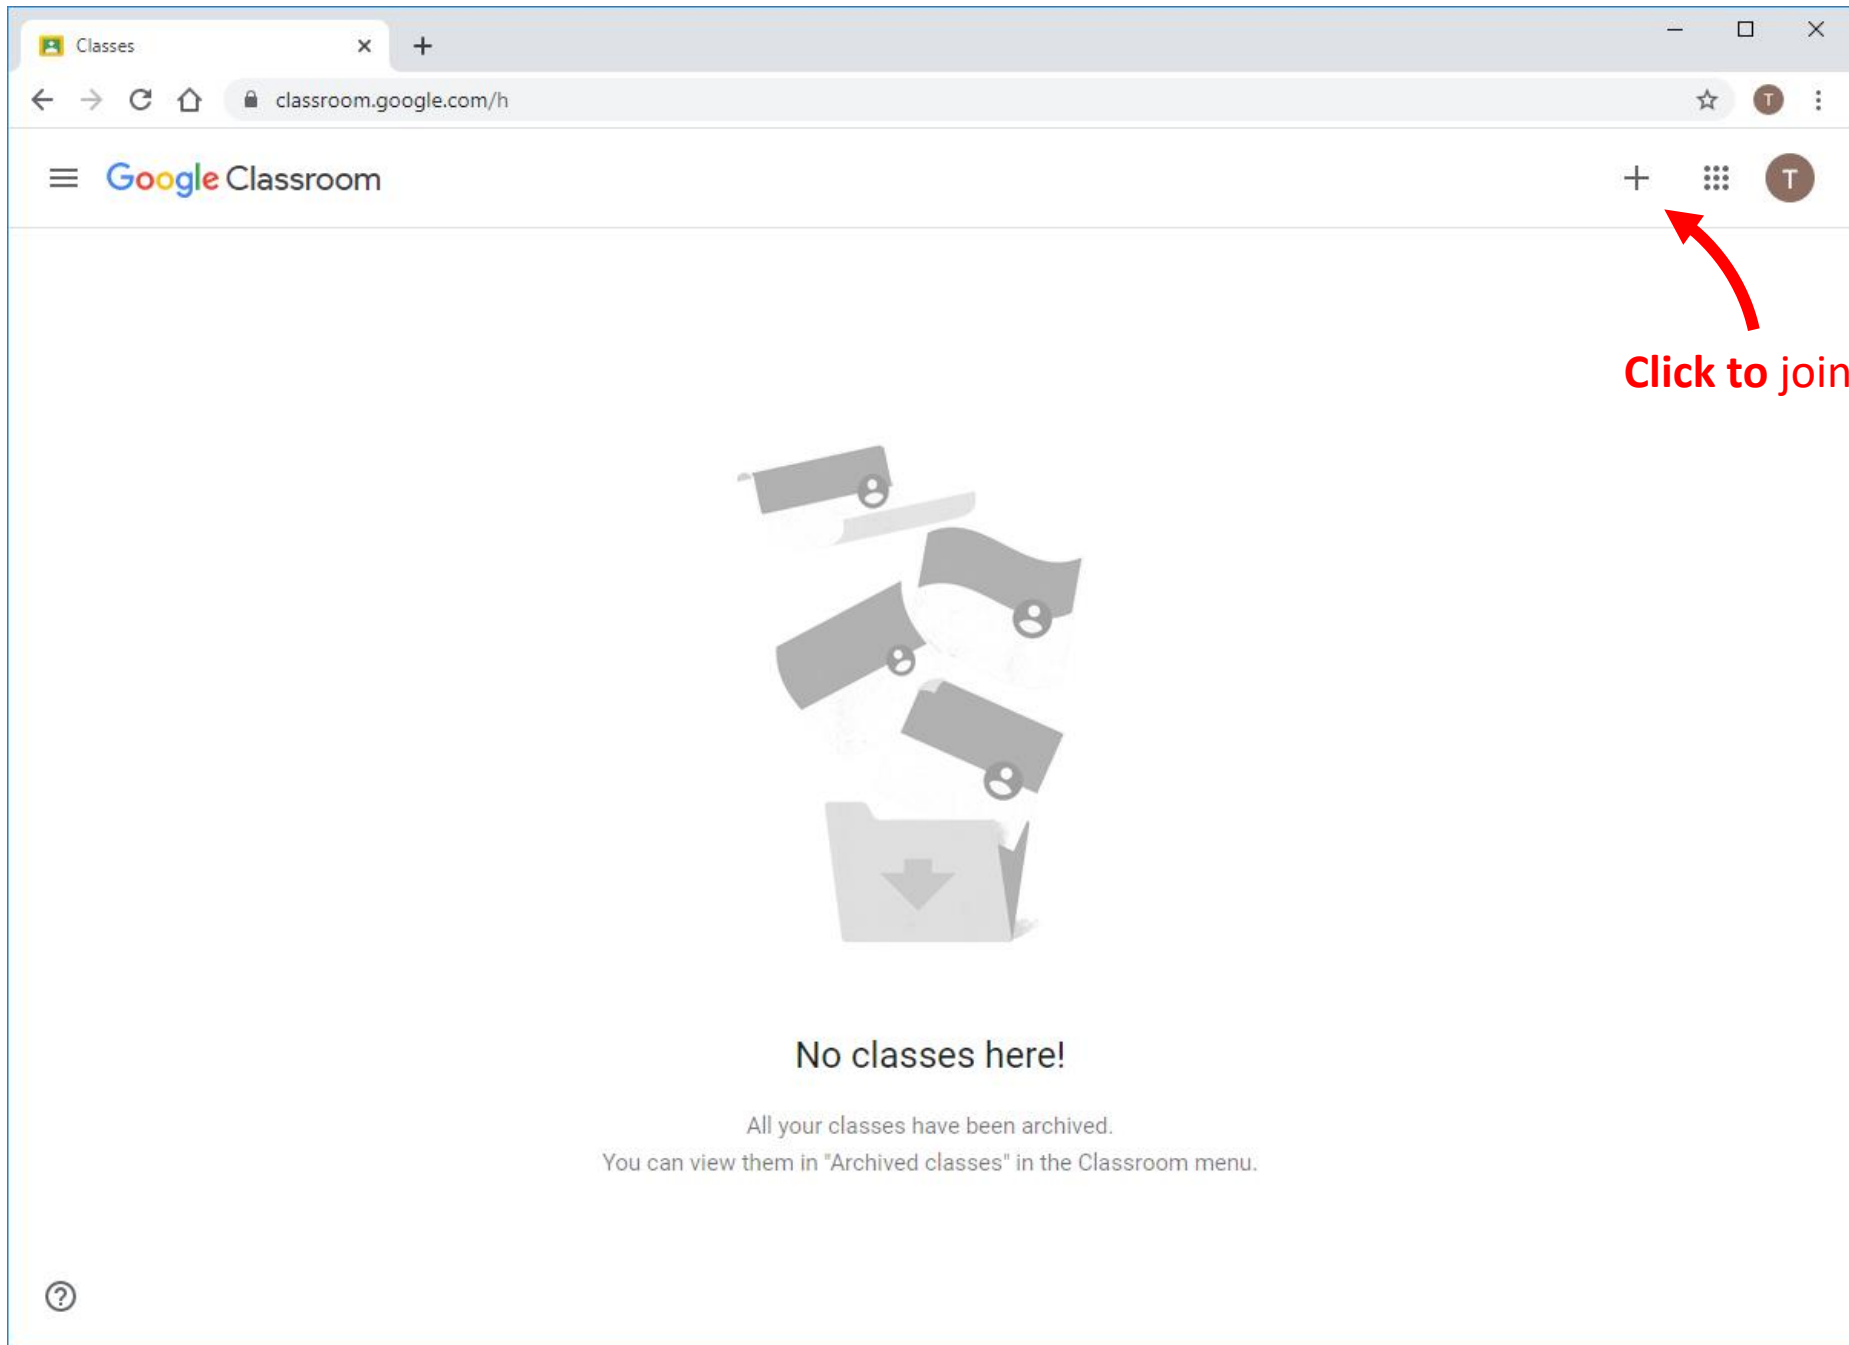 Classes
classroom.google.com/h
T
Google Classroom
T
Click to join
No classes here!
All your classes have been archived.
You can view them in "Archived classes" in the Classroom menu.